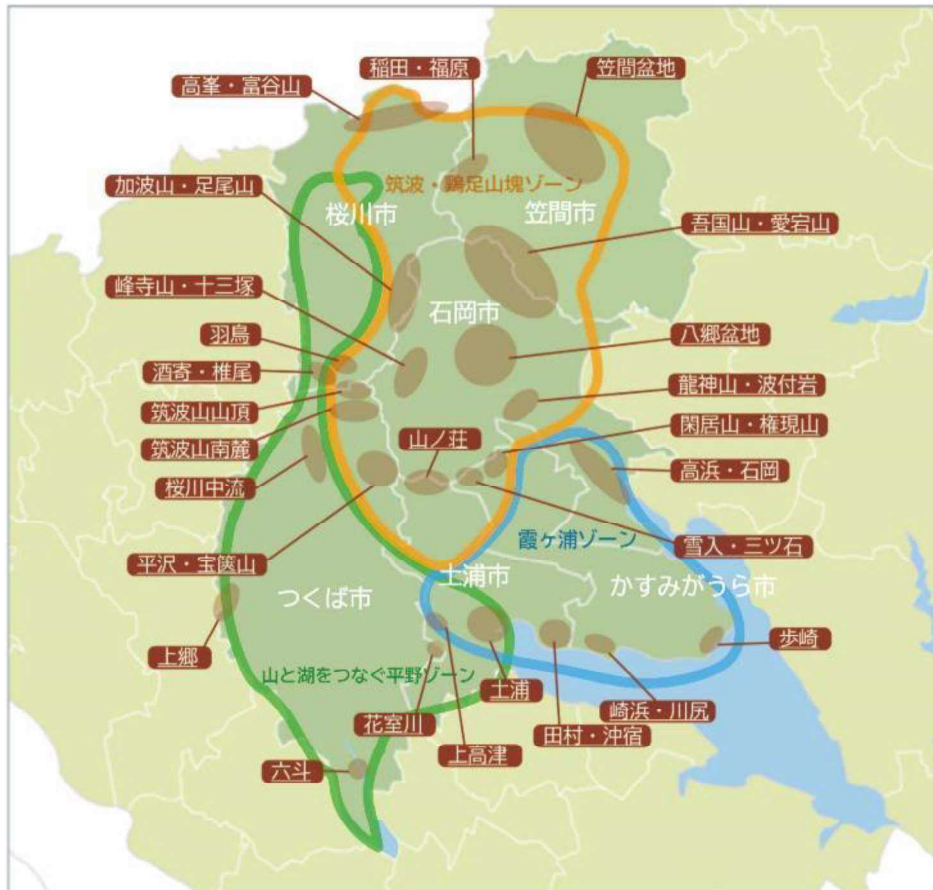 稲田・福原
笠間盆地
高峯・富谷山
加波山・足尾山
筑波・鶏足山塊ゾーン
桜川市
笠間市
吾国山・愛宕山
峰寺山・十三塚
石岡市
羽鳥
八郷盆地
酒寄・椎尾
龍神山・波付岩
筑波山山頂
閑居山・権現山
筑波山南麓
山ノ荘
高浜・石岡
桜川中流
霞ヶ浦ゾーン
雪入・三ツ石
平沢・宝篋山
土浦市
つくば市
かすみがうら市
歩崎
上郷
山と湖をつなぐ平野ゾーン
土浦
崎浜・川尻
花室川
田村・沖宿
上高津
六斗